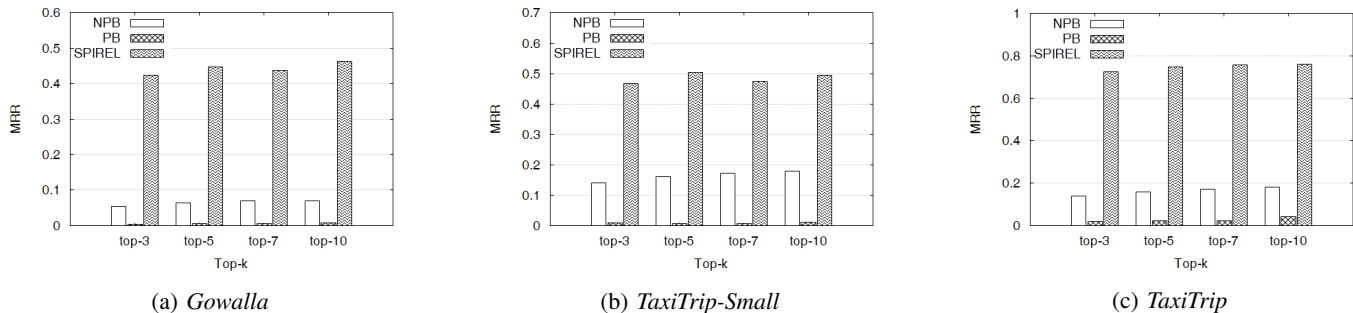 0.6
0.5
0.4
0.3
0.2
0.1
0
MRR
NPB
PB
SPIREL
top-3 top-5 top-7 top-10
Top-k
(a) Gowalla
0.7
0.6
0.5
0.4
0.3
0.2
0.1
0
MRR
NPB
PB
SPIREL
top-3 top-5 top-7 top-10
Top-k
(b) TaxiTrip-Small
1
0.8
0.6
0.4
0.2
0
MRR
NPB
PB
SPIREL
top-3 top-5 top-7 top-10
Top-k
(c) TaxiTrip